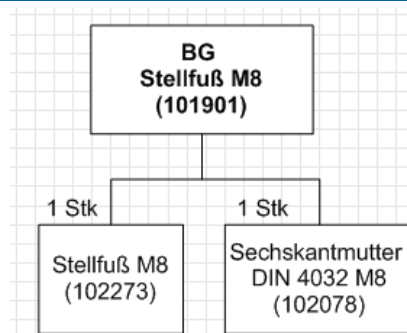 BG
Stellfuß M8
(101901)
1 Stk
1 Stk
Stellfuß M8
(102273)
Sechskantmutter
DIN 4032 M8
(102078)